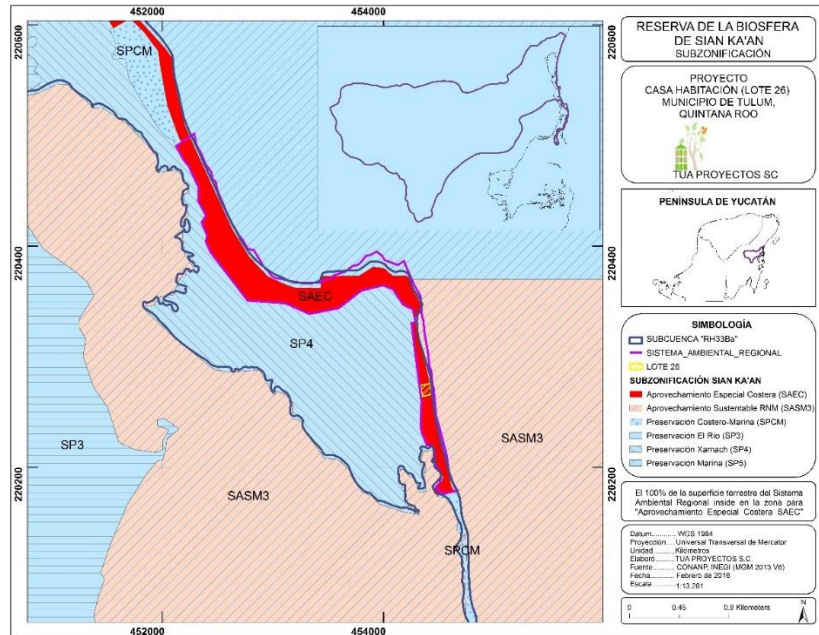 452000
454000
220600
220400
220200
220600
220400
220200
452000
454000
SPCM
SAEC
SP4
SP3
SASM3
SASM3
SPCM
RESERVA DE LA BIOSFERA
DE SIAN KA'AN
SUBZONIFICACIÓN
PROYECTO
CASA HABITACIÓN (LOTE 26)
MUNICIPIO DE TULUM,
QUINTANA ROO
TUA PROYECTOS SC
PENÍNSULA DE YUCATÁN
SIMBOLOGÍA
SUBCUENCA "RH33Ba"
SISTEMA_AMBIENTAL_REGIONAL
LOTE 26
SUBZONIFICACIÓN SIAN KA'AN
Aprovechamiento Especial Costera (SAEC)
Aprovechamiento Sustentable RNM (SASM3)
Preservación Costero-Marina (SPCM)
Preservación El Rio (SP3)
Preservación Xamach (SP4)
Preservación Marina (SP5)
El 100% de la superficie terrestre del Sistema
Ambiental Regional inside en la zona para
"Aprovechamiento Especial Costera SAEC"
Datum.......... WGS 1984
Proyección.....Universal Transversal de Mercator
Unidad..........Kilómetros
Elaboro..........TUA PROYECTOS S.C.
Fuente..........CONANP, INEGI (MGM 2013 V6)
Fecha..........Febrero de 2016
Escala..........1:13,261
0 0.45 0.9 Kilometers
N